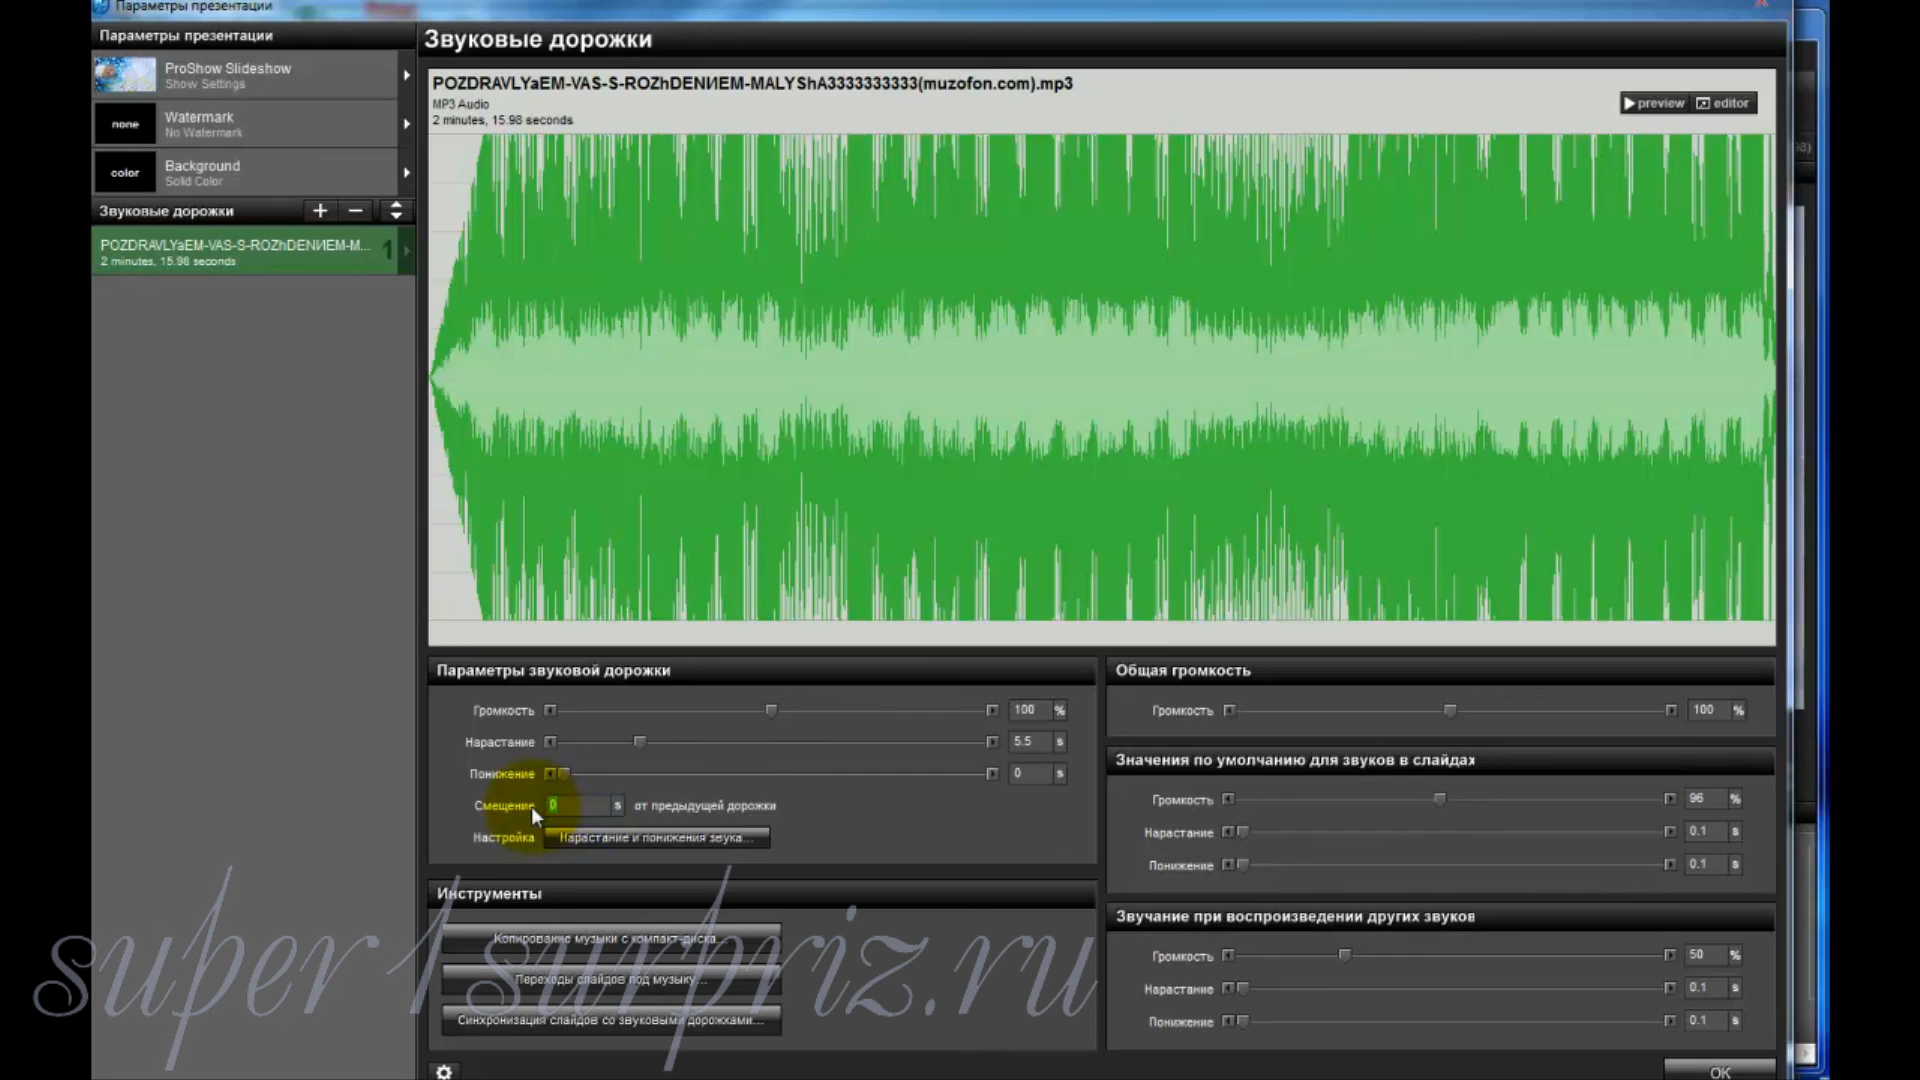 Параметры презентации
Параметры презентации
ProShow Slideshow
Show Settings
none
Watermark
No Watermark
color
Background
Solid Color
Звуковые дорожки
POZDRAVLYaEM-VAS-S-ROZhDENИEM-M...
2 minutes, 15.98 seconds
1
Звуковые дорожки
POZDRAVLYaEM-VAS-S-ROZhDENИEM-MALYShA3333333333(muzofon.com).mp3
MP3 Audio
2 minutes, 15.98 seconds
preview
editor
Параметры звуковой дорожки
Громкость 100 %
Нарастание 5.5 s
Понижение 0 s
Смещение 0 s от предыдущей дорожки
Настройка Нарастание и понижения звука...
Инструменты
Копирование музыки с компакт-диска...
Переходы слайдов под музыку...
Синхронизация слайдов со звуковыми дорожками...
Общая громкость
Громкость 100 %
Значения по умолчанию для звуков в слайдах
Громкость 96 %
Нарастание 0.1 s
Понижение 0.1 s
Звучание при воспроизведении других звуков
Громкость 50 %
Нарастание 0.1 s
Понижение 0.1 s
OK
super1surpriz.ru